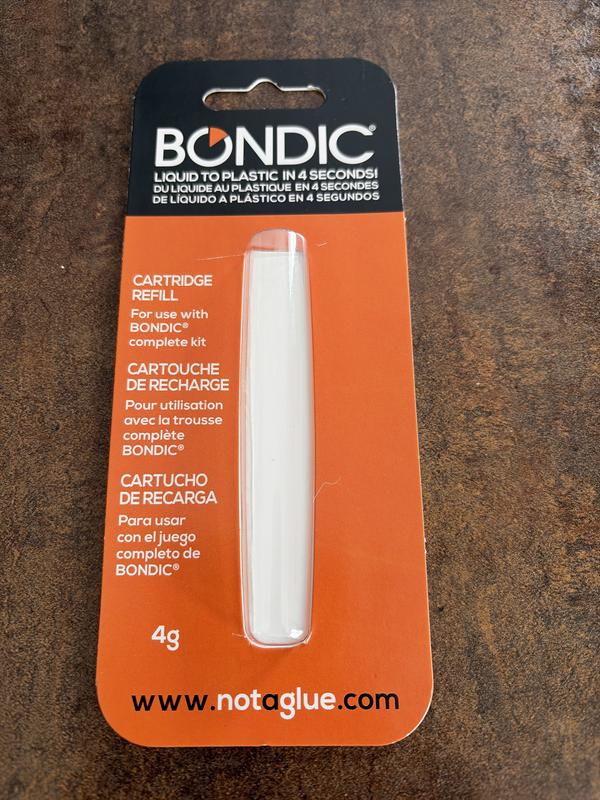 BONDIC®
LIQUID TO PLASTIC IN 4 SECONDS!
DU LIQUIDE AU PLASTIQUE EN 4 SECONDES
DE LÍQUIDO A PLÁSTICO EN 4 SEGUNDOS
CARTRIDGE
REFILL
For use with
BONDIC®
complete kit
CARTOUCHE
DE RECHARGE
Pour utilisation
avec la trousse
complète
BONDIC®
CARTUCHO
DE RECARGA
Para usar
con el juego
completo de
BONDIC®
4g
www.notaglue.com